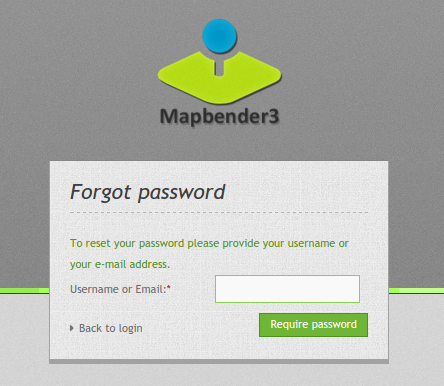 Mapbender3
Forgot password
To reset your password please provide your username or
your e-mail address.
Username or Email:*
Back to login
Require password